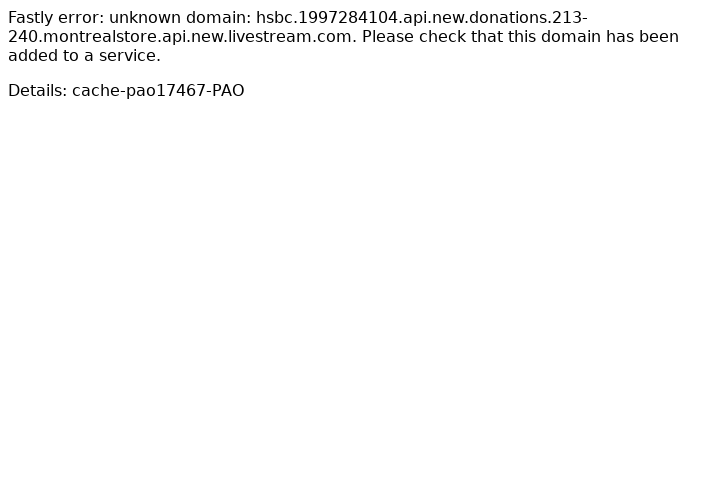 Fastly error: unknown domain: hsbc.1997284104.api.new.donations.213-
240.montrealstore.api.new.livestream.com. Please check that this domain has been
added to a service.
Details: cache-pao17467-PAO